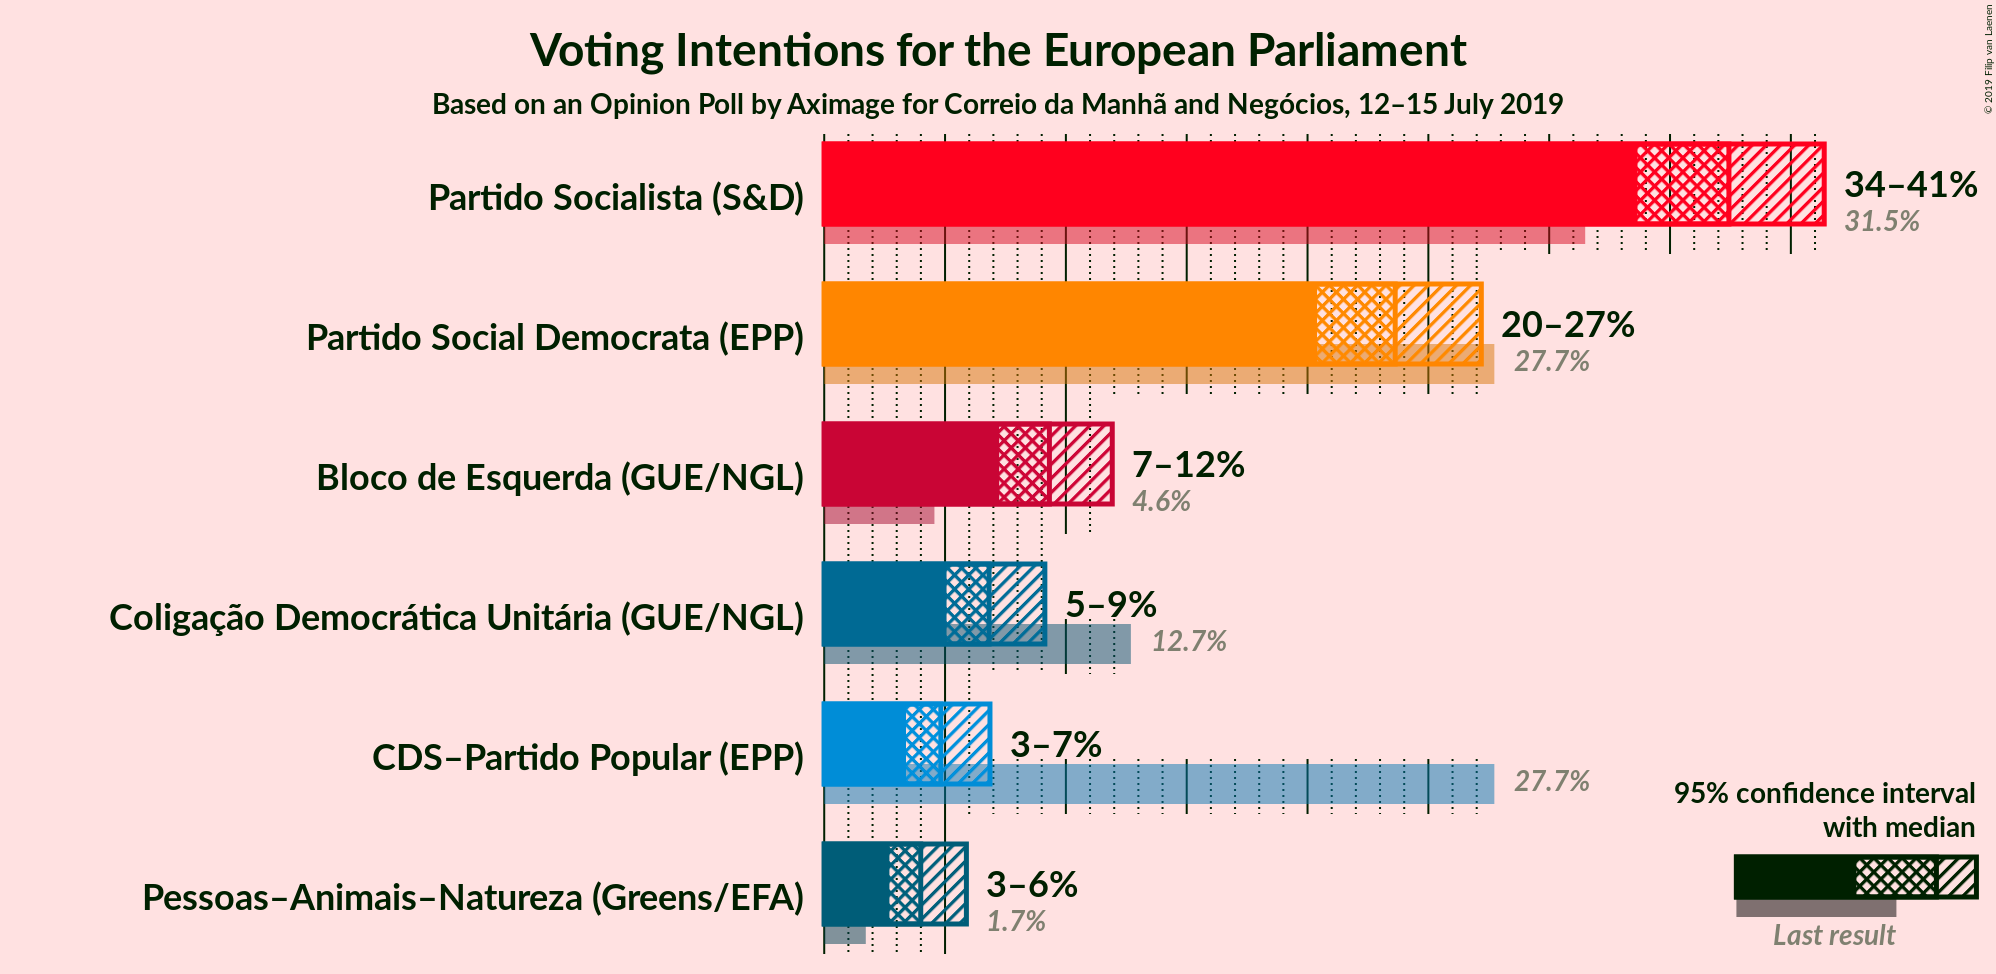 Voting Intentions for the European Parliament
Based on an Opinion Poll by Aximage for Correio da Manhã and Negócios, 12–15 July 2019
© 2019 Filip van Laenen
Partido Socialista (S&D)
34–41%
31.5%
Partido Social Democrata (EPP)
20–27%
27.7%
Bloco de Esquerda (GUE/NGL)
7–12%
4.6%
Coligação Democrática Unitária (GUE/NGL)
5–9%
12.7%
CDS–Partido Popular (EPP)
3–7%
27.7%
Pessoas–Animais–Natureza (Greens/EFA)
3–6%
1.7%
95% confidence interval
with median
Last result